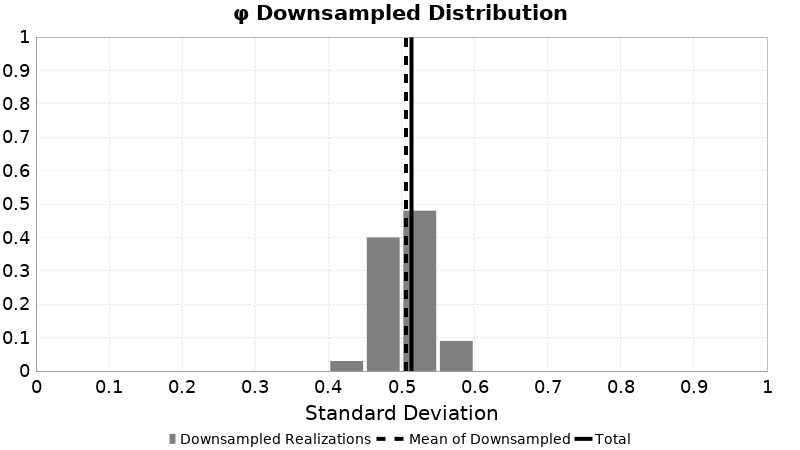 φ Downsampled Distribution
1
0.9
0.8
0.7
0.6
0.5
0.4
0.3
0.2
0.1
0
0 0.1 0.2 0.3 0.4 0.5 0.6 0.7 0.8 0.9 1
Standard Deviation
Downsampled Realizations Mean of Downsampled Total